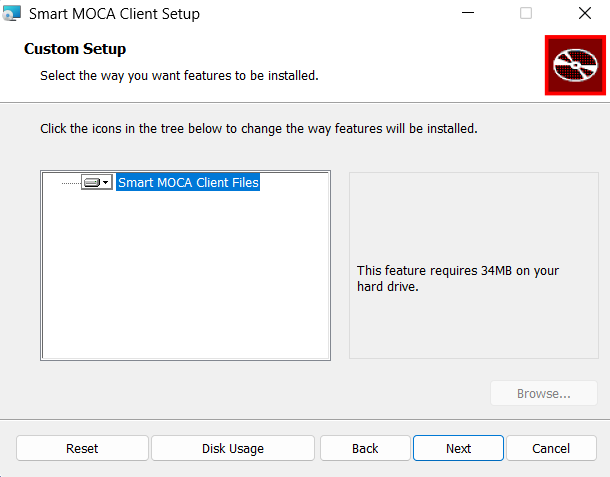 Smart MOCA Client Setup
Custom Setup
Select the way you want features to be installed.
Click the icons in the tree below to change the way features will be installed.
Smart MOCA Client Files
This feature requires 34MB on your
hard drive.
Browse...
Reset
Disk Usage
Back
Next
Cancel